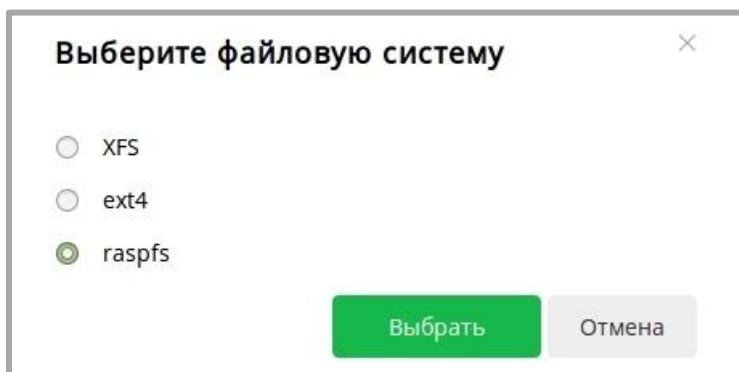 Выберите файловую систему
XFS
ext4
raspfs
Выбрать Отмена